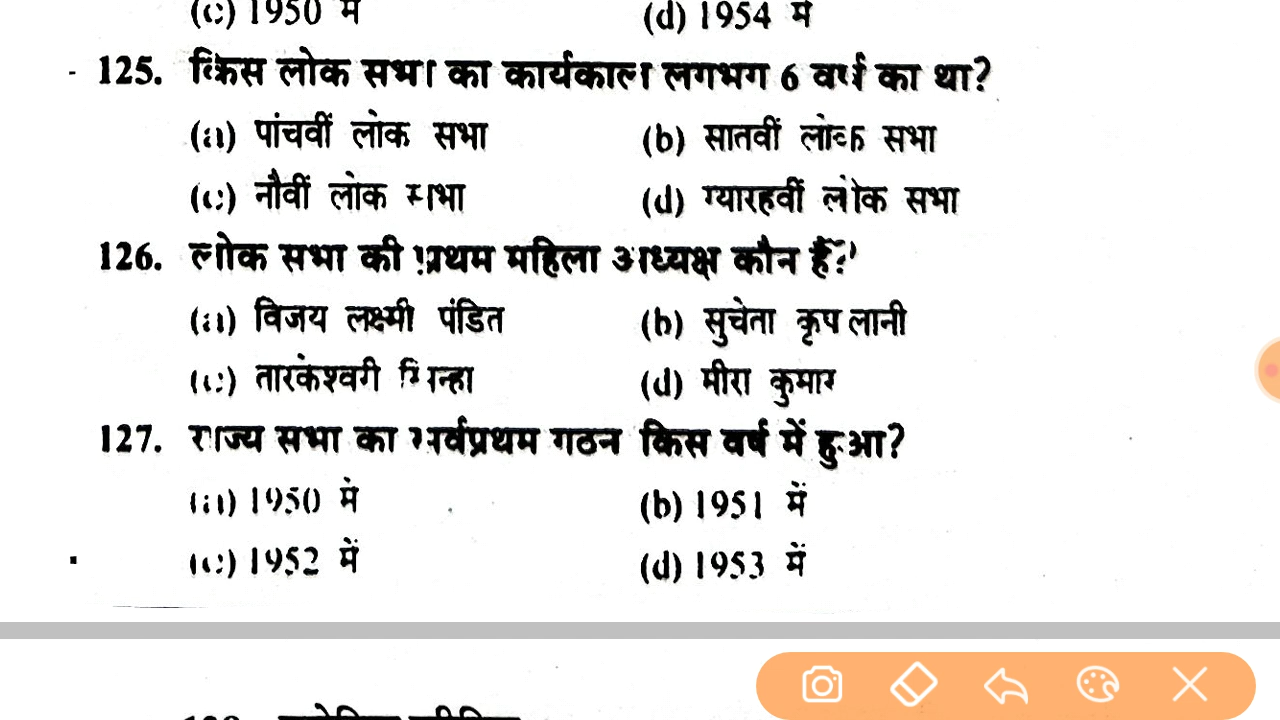 (c) 1950 में (d) 1954 में
125. किस लोक सभा का कार्यकाल लगभग 6 वर्ष का था?
(a) पांचवीं लोक सभा (b) सातवीं लोक सभा
(c) नौवीं लोक सभा (d) ग्यारहवीं लोक सभा
126. लोक सभा की प्रथम महिला अध्यक्ष कौन हैं?
(a) विजय लक्ष्मी पंडित (b) सुचेता कृपलानी
(c) तारकेश्वरी सिन्हा (d) मीरा कुमार
127. राज्य सभा का सर्वप्रथम गठन किस वर्ष में हुआ?
(a) 1950 में (b) 1951 में
(c) 1952 में (d) 1953 में